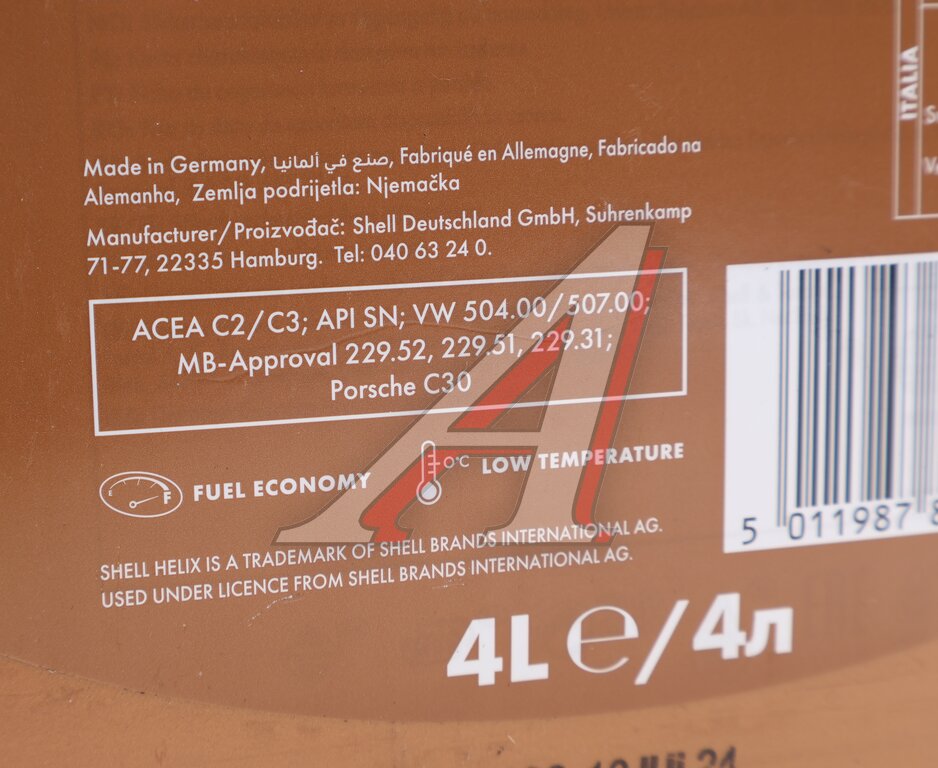 ITALIA
Made in Germany, صنع في ألمانيا, Fabriqué en Allemagne, Fabricado na
Alemanha, Zemlja podrijetla: Njemačka
Manufacturer/Proizvođač: Shell Deutschland GmbH, Suhrenkamp
71-77, 22335 Hamburg. Tel: 040 63 24 0.
ACEA C2/C3; API SN; VW 504.00/507.00;
MB-Approval 229.52, 229.51, 229.31;
Porsche C30
E F FUEL ECONOMY
0°C LOW TEMPERATURE
SHELL HELIX IS A TRADEMARK OF SHELL BRANDS INTERNATIONAL AG.
USED UNDER LICENCE FROM SHELL BRANDS INTERNATIONAL AG.
5 011987
4L e/4л